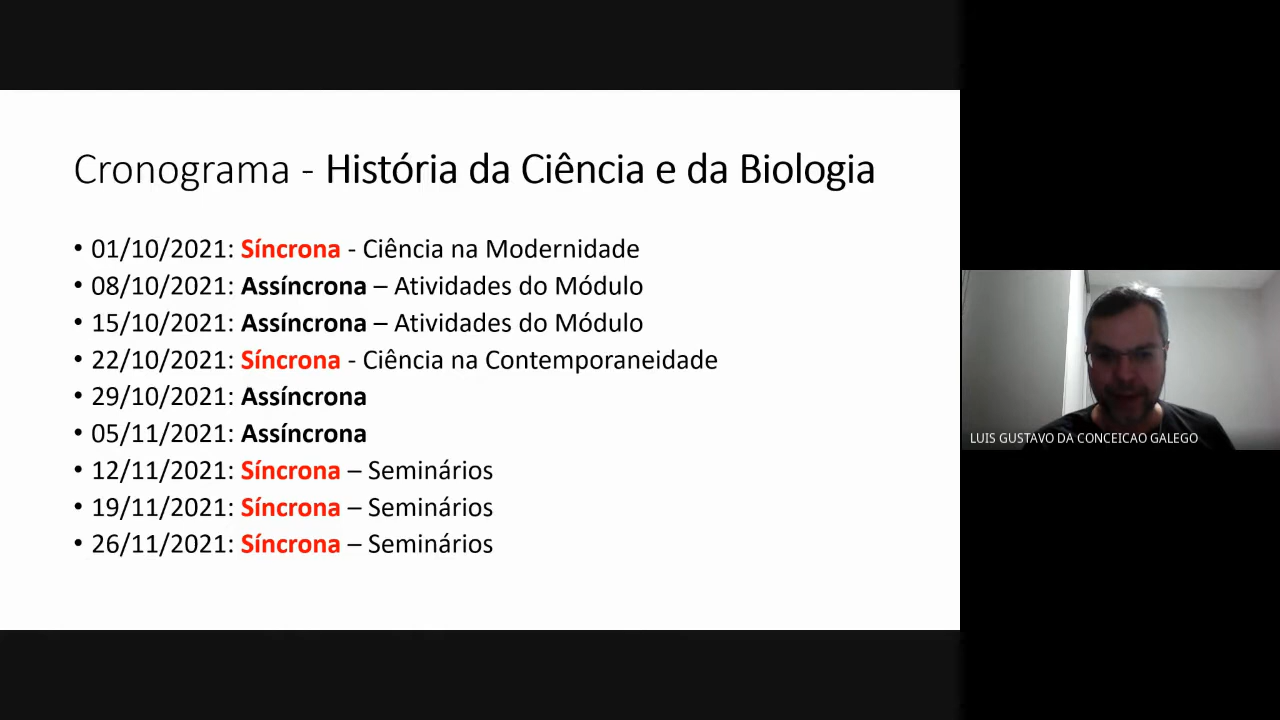 Cronograma - História da Ciência e da Biologia
• 01/10/2021: Síncrona - Ciência na Modernidade
• 08/10/2021: Assíncrona – Atividades do Módulo
• 15/10/2021: Assíncrona – Atividades do Módulo
• 22/10/2021: Síncrona - Ciência na Contemporaneidade
• 29/10/2021: Assíncrona
• 05/11/2021: Assíncrona
• 12/11/2021: Síncrona – Seminários
• 19/11/2021: Síncrona – Seminários
• 26/11/2021: Síncrona – Seminários
LUIS GUSTAVO DA CONCEICAO GALEGO